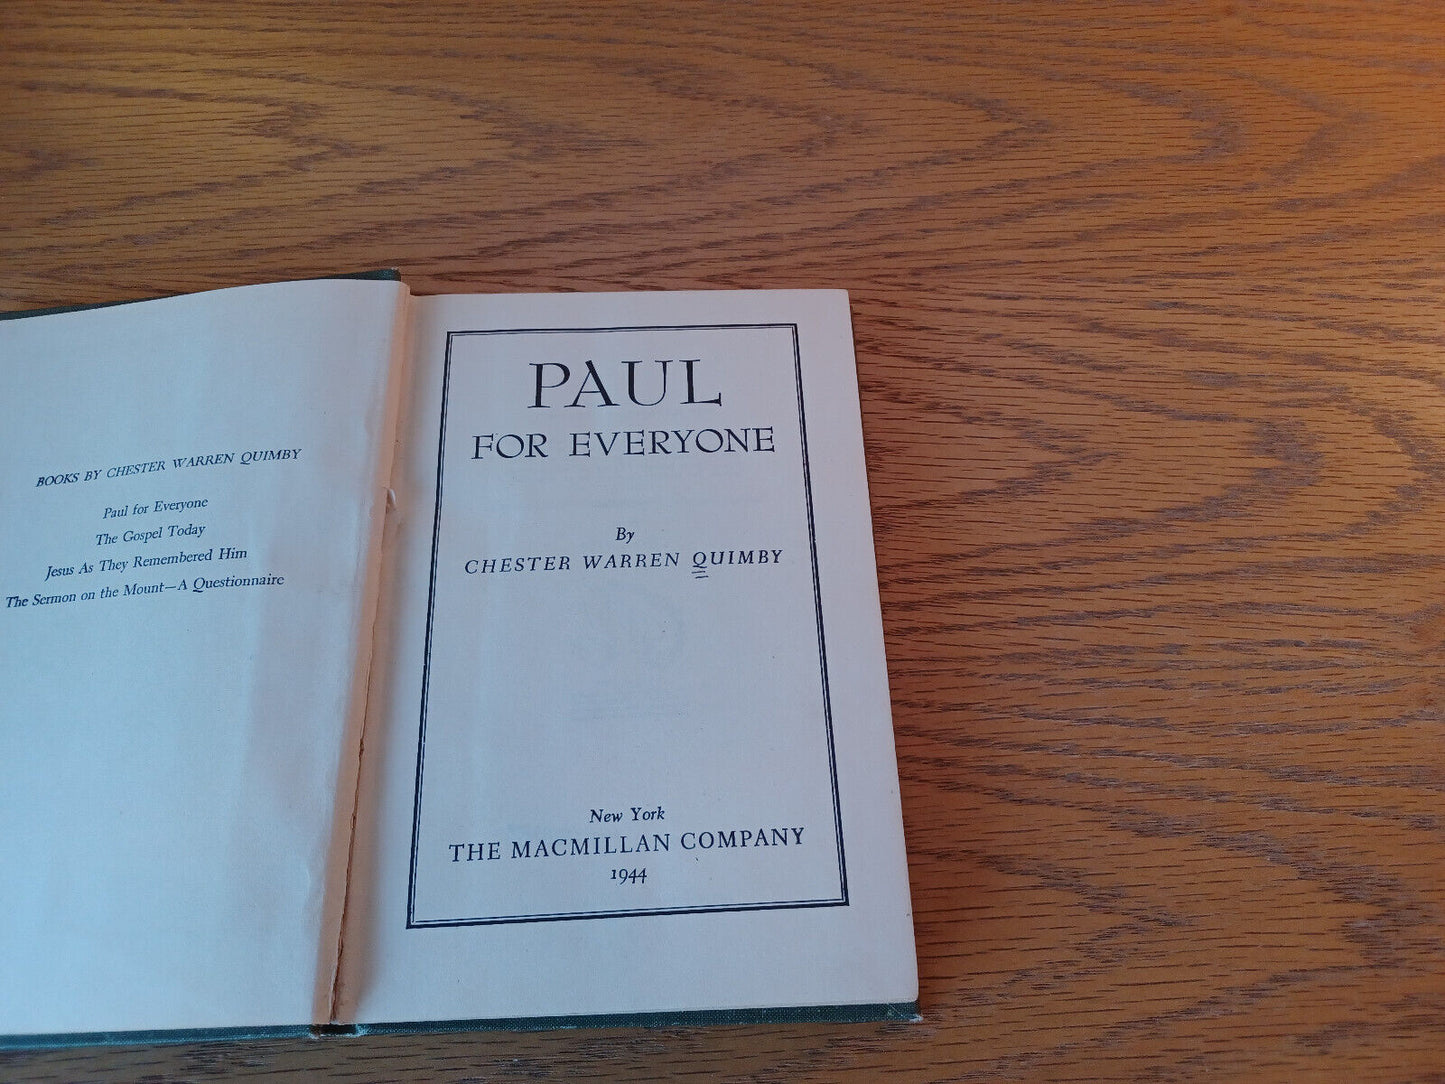 BOOKS BY CHESTER WARREN QUIMBY
Paul for Everyone
The Gospel Today
Jesus As They Remembered Him
The Sermon on the Mount—A Questionnaire
PAUL
FOR EVERYONE
By
CHESTER WARREN QUIMBY
New York
THE MACMILLAN COMPANY
1944